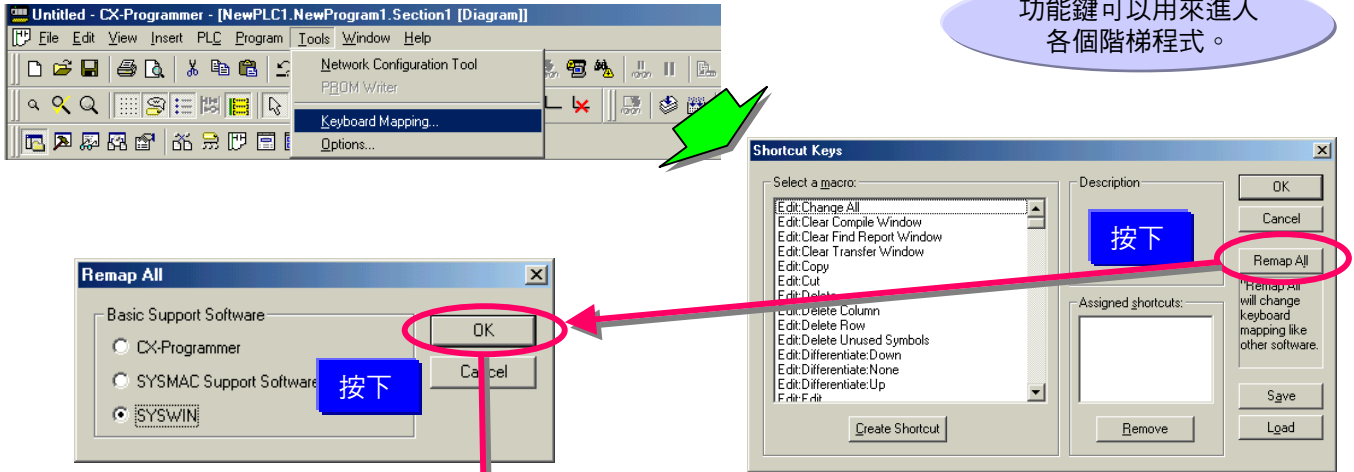 Untitled - CX-Programmer - [NewPLC1.NewProgram1.Section1 [Diagram]]
File Edit View Insert PLC Program Tools Window Help
Network Configuration Tool
PROM Writer
Keyboard Mapping...
Options...
功能鍵可以用來進入
各個階梯程式。
Shortcut Keys
Select a macro:
Edit:Change All
Edit:Clear Compile Window
Edit:Clear Find Report Window
Edit:Clear Transfer Window
Edit:Copy
Edit:Cut
Edit:Delete
Edit:Delete Column
Edit:Delete Row
Edit:Delete Unused Symbols
Edit:Differentiate:Down
Edit:Differentiate:None
Edit:Differentiate:Up
Edit:Edit
Create Shortcut
Description
按下
Assigned shortcuts:
Remove
OK
Cancel
Remap All
"Remap All"
will change
keyboard
mapping like
other software.
Save
Load
Remap All
Basic Support Software
CX-Programmer
SYSMAC Support Software
SYSWIN
按下
OK
Cancel